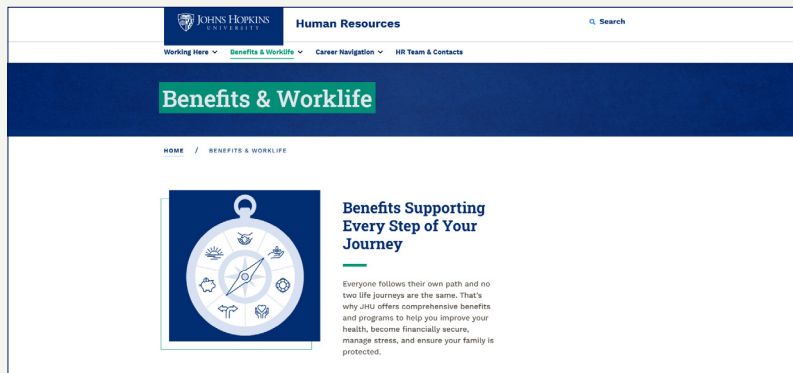 JOHNS HOPKINS
UNIVERSITY
Human Resources
Search
Working Here
Benefits & Worklife
Career Navigation
HR Team & Contacts
Benefits & Worklife
HOME / BENEFITS & WORKLIFE
Benefits Supporting
Every Step of Your
Journey
Everyone follows their own path and no
two life journeys are the same. That's
why JHU offers comprehensive benefits
and programs to help you improve your
health, become financially secure,
manage stress, and ensure your family is
protected.